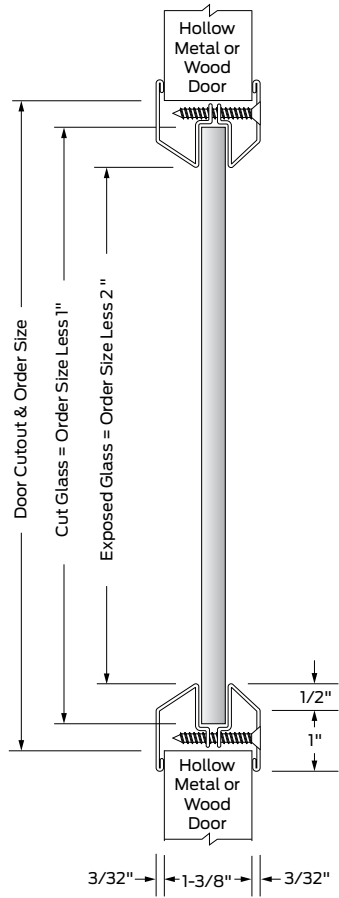 Hollow
Metal or
Wood
Door
Door Cutout & Order Size
Cut Glass = Order Size Less 1"
Exposed Glass = Order Size Less 2"
1/2"
1"
Hollow
Metal or
Wood
Door
3/32"
1-3/8"
3/32"